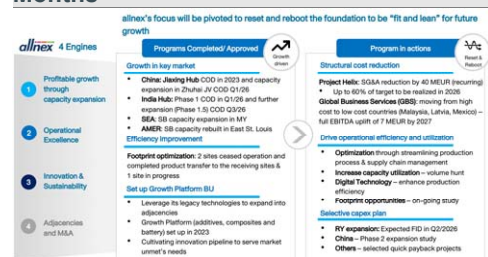 allnex's focus will be pivoted to reset and reboot the foundation to be "fit and lean" for future
growth
allnex 4 Engines
Programs Completed/ Approved
Growth
driven
Program in actions
Reset &
Reboot
1
Profitable growth
through
capacity expansion
2
Operational
Excellence
3
Innovation &
Sustainability
4
Adjacencies
and M&A
Growth in key market
• China: Jiaxing Hub COD in 2023 and capacity
expansion in Zhuhai JV COD Q1/26
• India Hub: Phase 1 COD in Q1/26 and further
expansion (Phase 1.5) COD Q3/26
• SEA: SB capacity expansion in MY
• AMER: SB capacity rebuilt in East St. Louis
Efficiency Improvement
Footprint optimization: 2 sites ceased operation and
completed product transfer to the receiving sites &
1 site in progress
Set up Growth Platform BU
• Leverage its legacy technologies to expand into
adjacencies
• Growth Platform (additives, composites and
battery) set up in 2023
• Cultivating innovation pipeline to serve market
unmet's needs
Structural cost reduction
Project Helix: SG&A reduction by 40 MEUR (recurring)
• Up to 60% of target to be realized in 2026
Global Business Services (GBS): moving from high
cost to low cost countries (Malaysia, Latvia, Mexico) –
full EBITDA uplift of 7 MEUR by 2027
Drive operational efficiency and utilization
• Optimization through streamlining production
process & supply chain management
• Increase capacity utilization – volume hunt
• Digital Technology – enhance production
efficiency
• Footprint opportunities – on-going study
Selective capex plan
• RY expansion: Expected FID in Q2/2026
• China – Phase 2 expansion study
• Others – selected quick payback projects